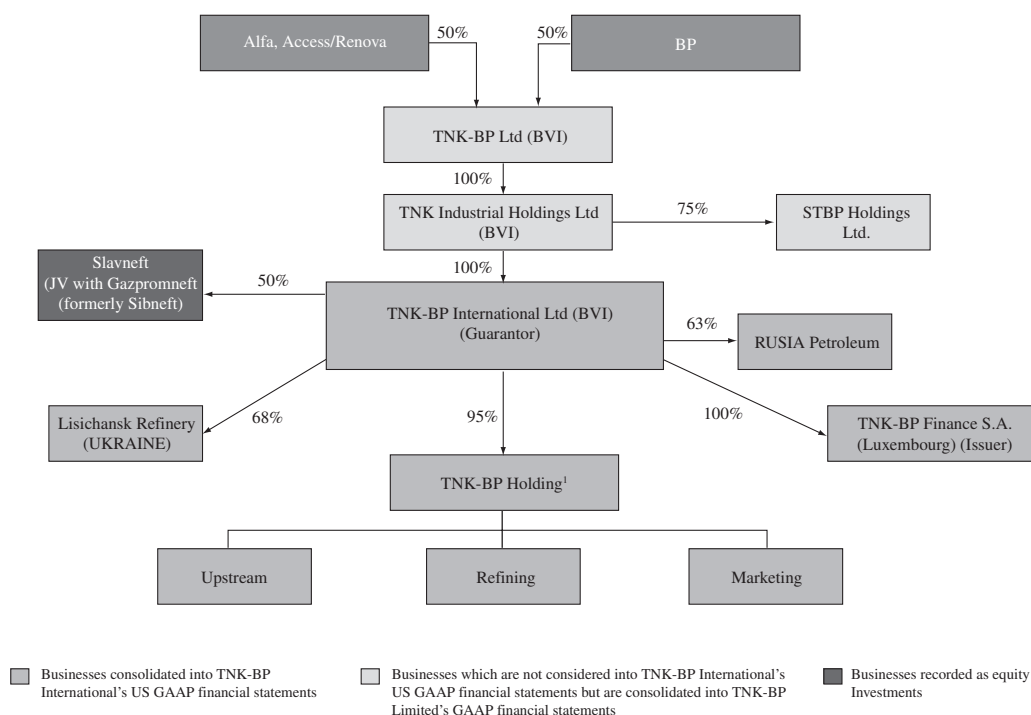 Alfa, Access/Renova
50%
50%
BP
TNK-BP Ltd (BVI)
100%
TNK Industrial Holdings Ltd
(BVI)
75%
STBP Holdings
Ltd.
Slavneft
(JV with Gazpromneft
(formerly Sibneft)
50%
100%
TNK-BP International Ltd (BVI)
(Guarantor)
63%
RUSIA Petroleum
Lisichansk Refinery
(UKRAINE)
68%
95%
100%
TNK-BP Finance S.A.
(Luxembourg) (Issuer)
TNK-BP Holding¹
Upstream
Refining
Marketing
Businesses consolidated into TNK-BP
International's US GAAP financial statements
Businesses which are not considered into TNK-BP International's
US GAAP financial statements but are consolidated into TNK-BP
Limited's GAAP financial statements
Businesses recorded as equity
Investments